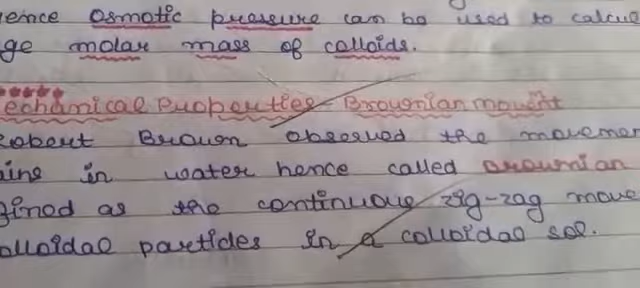 ence osmotic pressure can be used to calcu
ge molar mass of colloids.
echanical Properties - Brownian movmt
obert Brown observed the movemen
ains in water hence called Brownian
fined as the continuous zig-zag move
olloidal particles in a colloidal sol.